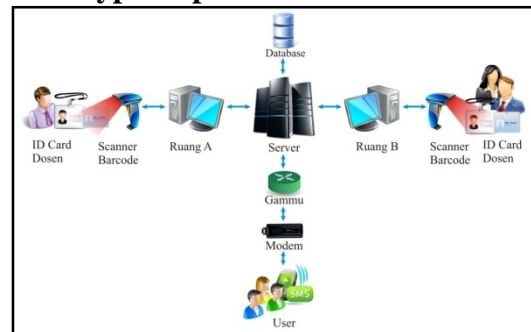 Database
ID Card
Dosen
Scanner
Barcode
Ruang A
Server
Ruang B
Scanner
Barcode
ID Card
Dosen
Gammu
Modem
SMS
User